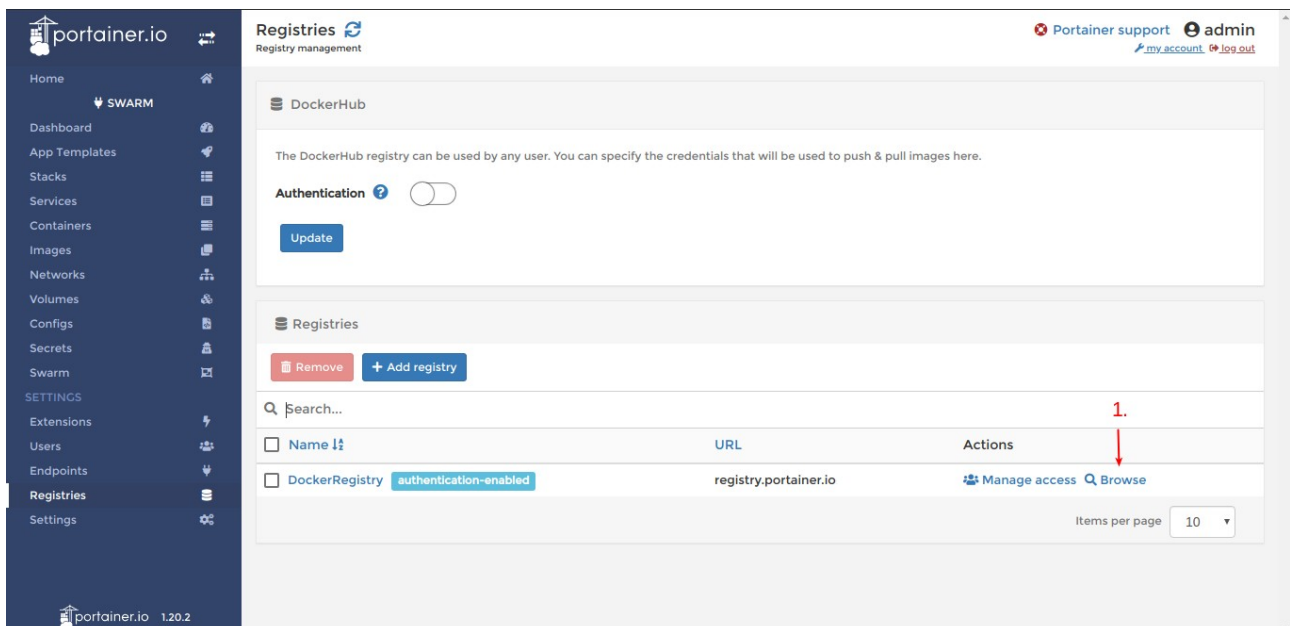 portainer.io
Home
SWARM
Dashboard
App Templates
Stacks
Services
Containers
Images
Networks
Volumes
Configs
Secrets
Swarm
SETTINGS
Extensions
Users
Endpoints
Registries
Settings
portainer.io 1.20.2
Registries
Registry management
Portainer support admin
my account log out
DockerHub
The DockerHub registry can be used by any user. You can specify the credentials that will be used to push & pull images here.
Authentication
Update
Registries
Remove + Add registry
Search...
1.
Name URL Actions
DockerRegistry authentication-enabled registry.portainer.io Manage access Browse
Items per page 10